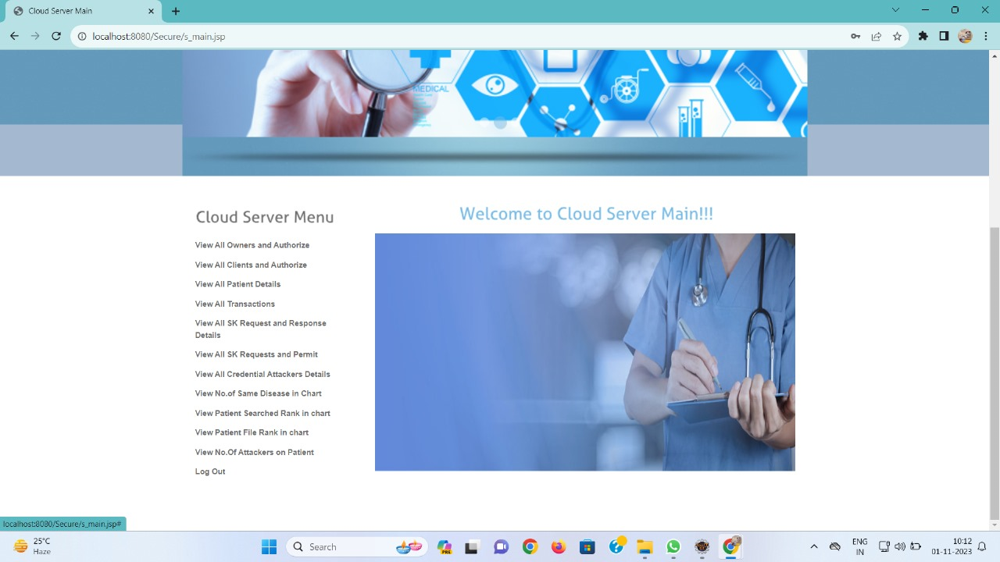 Cloud Server Main
localhost:8080/Secure/s_main.jsp
MEDICAL
Cloud Server Menu
View All Owners and Authorize
View All Clients and Authorize
View All Patient Details
View All Transactions
View All SK Request and Response
Details
View All SK Requests and Permit
View All Credential Attackers Details
View No.of Same Disease in Chart
View Patient Searched Rank in chart
View Patient File Rank in chart
View No.Of Attackers on Patient
Log Out
Welcome to Cloud Server Main!!!
localhost:8080/Secure/s_main.jsp#
25°C
Haze
Search
PRE
ENG
IN
10:12
01-11-2023